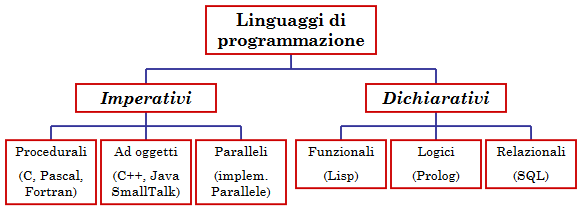 Linguaggi di
programmazione
Imperativi
Dichiarativi
Procedurali
(C, Pascal,
Fortran)
Ad oggetti
(C++, Java
SmallTalk)
Paralleli
(implem.
Parallele)
Funzionali
(Lisp)
Logici
(Prolog)
Relazionali
(SQL)